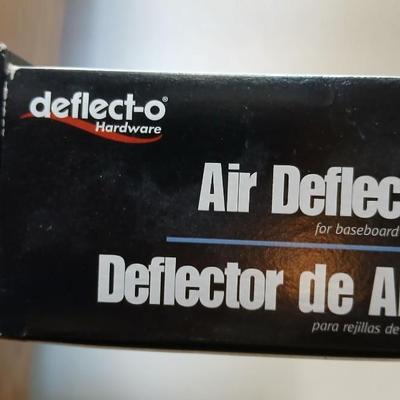 deflect-o®
Hardware
Air Deflec
for baseboard
Deflector de A
para rejillas de